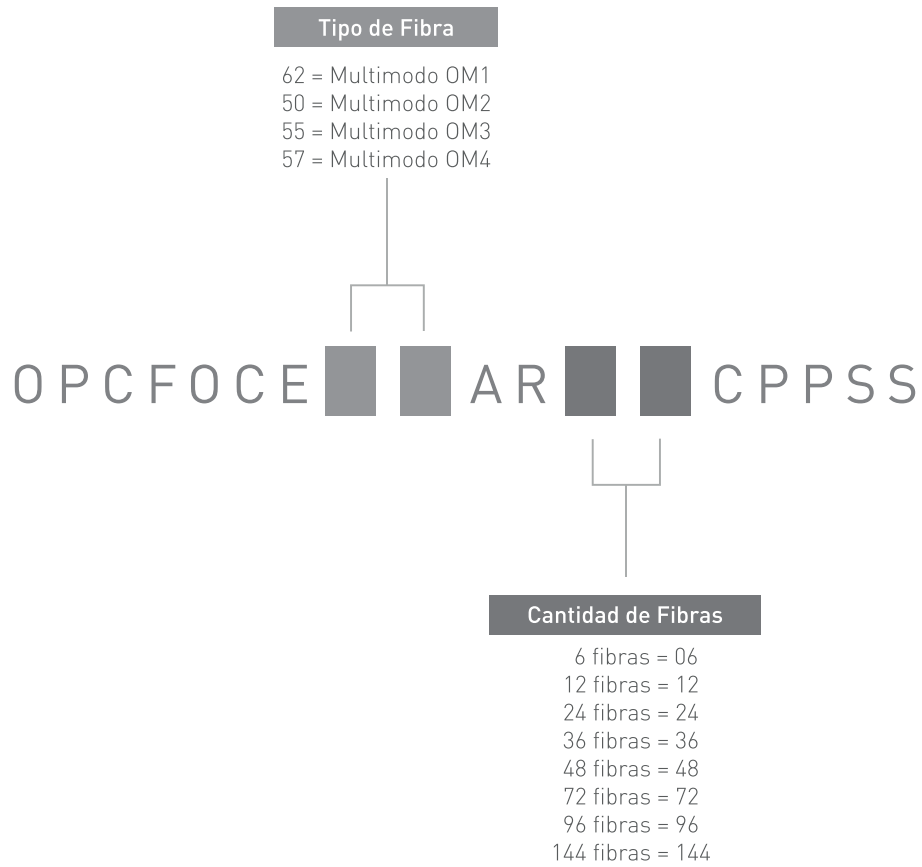 Tipo de Fibra
62 = Multimodo OM1
50 = Multimodo OM2
55 = Multimodo OM3
57 = Multimodo OM4
OPCFOCE AR CPPSS
Cantidad de Fibras
6 fibras = 06
12 fibras = 12
24 fibras = 24
36 fibras = 36
48 fibras = 48
72 fibras = 72
96 fibras = 96
144 fibras = 144